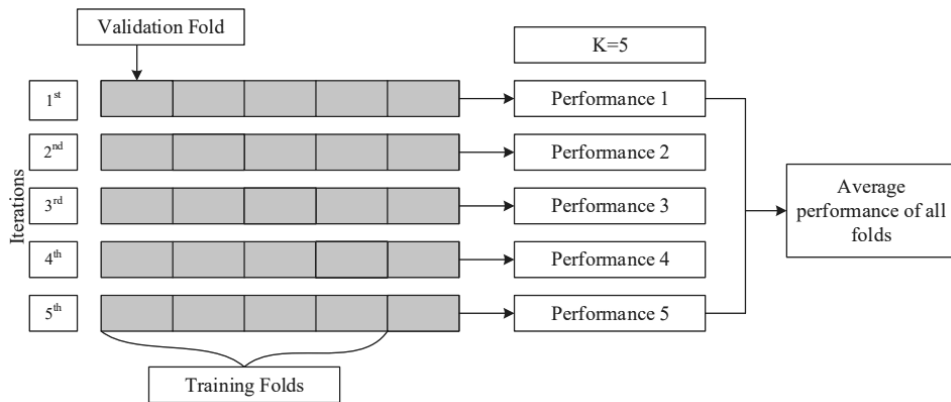 Validation Fold
K=5
1st
Performance 1
2nd
Performance 2
3rd
Performance 3
4th
Performance 4
5th
Performance 5
Iterations
Average
performance of all
folds
Training Folds